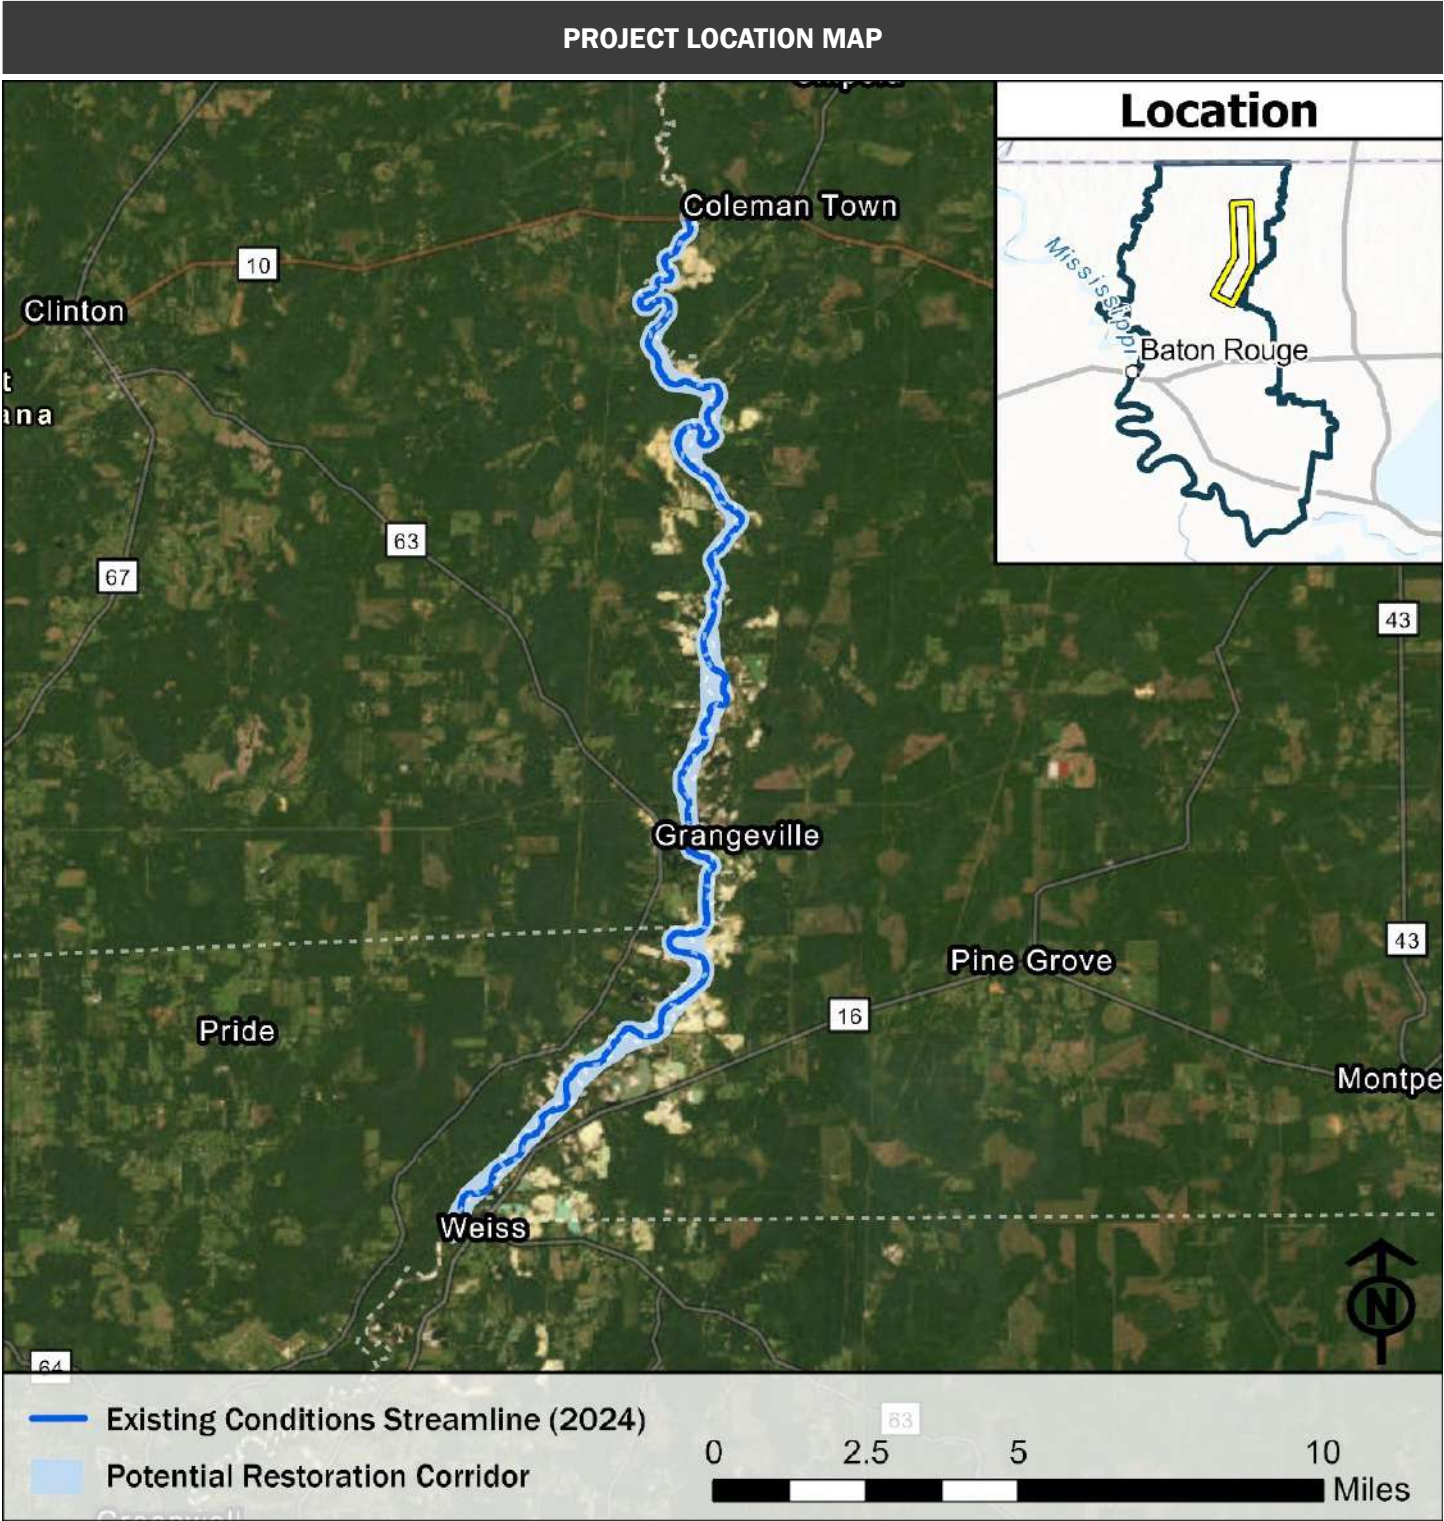 PROJECT LOCATION MAP
Location
Mississippi
Baton Rouge
Coleman Town
10
Clinton
t
ana
63
67
43
Grangeville
43
Pine Grove
16
Pride
Montpe
Weiss
N
64
Existing Conditions Streamline (2024)
63
Potential Restoration Corridor
0 2.5 5 10
Miles